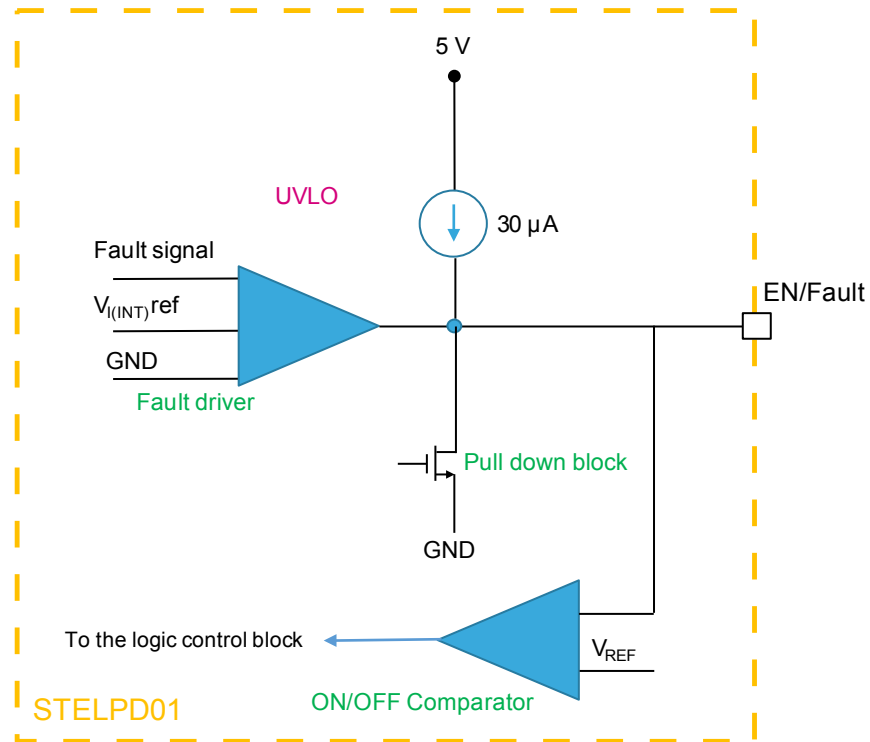 5 V
UVLO
30 µA
Fault signal
EN/Fault
VI(INT)ref
GND
Fault driver
Pull down block
GND
To the logic control block
VREF
ON/OFF Comparator
STELPD01